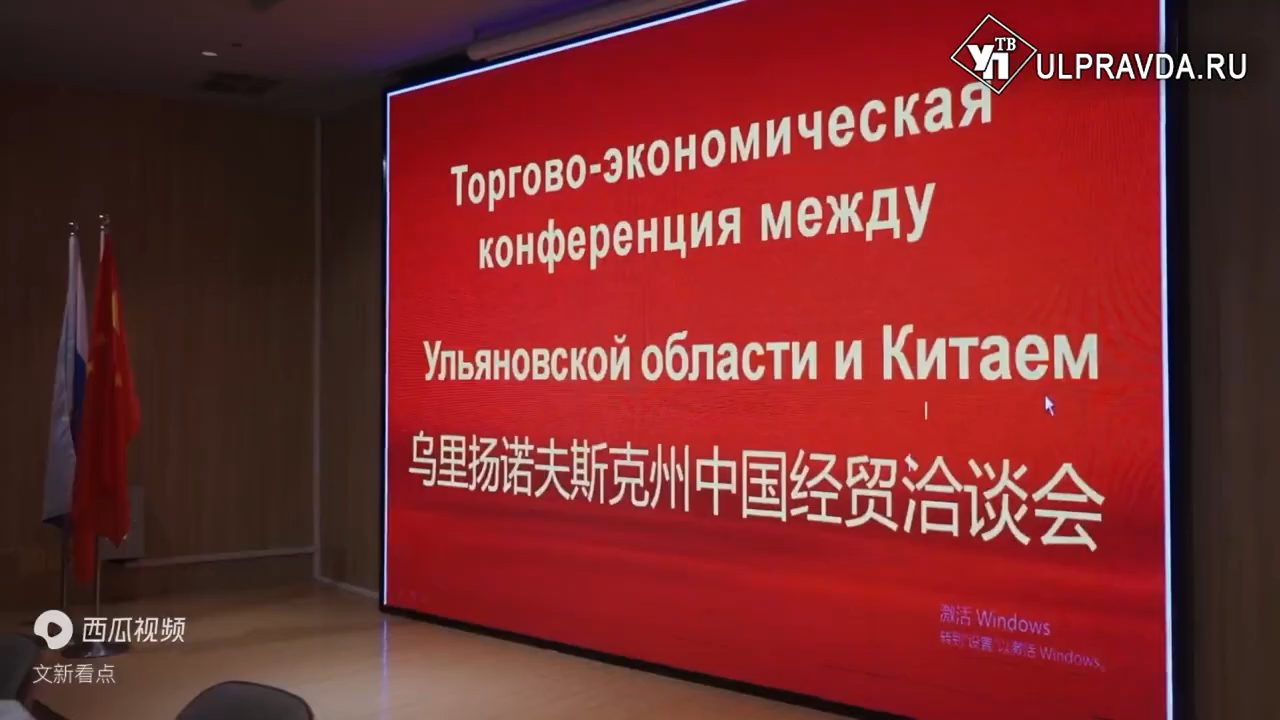 УП ТВ
ULPRAVDA.RU
Торгово-экономическая
конференция между
Ульяновской области и Китаем
乌里扬诺夫斯克州中国经贸洽谈会
激活 Windows
转到"设置"以激活 Windows。
西瓜视频
文新看点